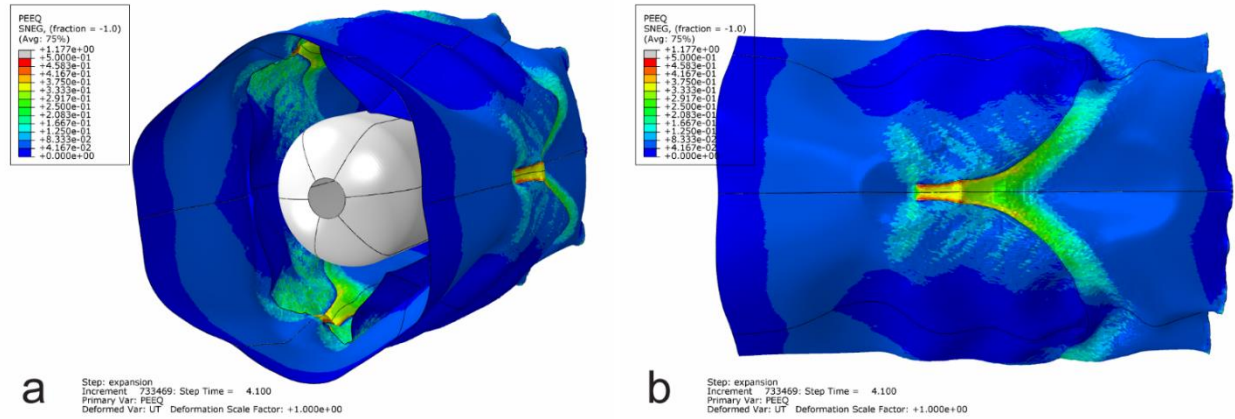 PEEQ
SNEG, (fraction = -1.0)
(Avg: 75%)
+1.177e+00
+5.000e-01
+4.583e-01
+4.167e-01
+3.750e-01
+3.333e-01
+2.917e-01
+2.500e-01
+2.083e-01
+1.667e-01
+1.250e-01
+8.333e-02
+4.167e-02
+0.000e+00
a
Step: expansion
Increment 733469: Step Time = 4.100
Primary Var: PEEQ
Deformed Var: UT Deformation Scale Factor: +1.000e+00
PEEQ
SNEG, (fraction = -1.0)
(Avg: 75%)
+1.177e+00
+5.000e-01
+4.583e-01
+4.167e-01
+3.750e-01
+3.333e-01
+2.917e-01
+2.500e-01
+2.083e-01
+1.667e-01
+1.250e-01
+8.333e-02
+4.167e-02
+0.000e+00
b
Step: expansion
Increment 733469: Step Time = 4.100
Primary Var: PEEQ
Deformed Var: UT Deformation Scale Factor: +1.000e+00